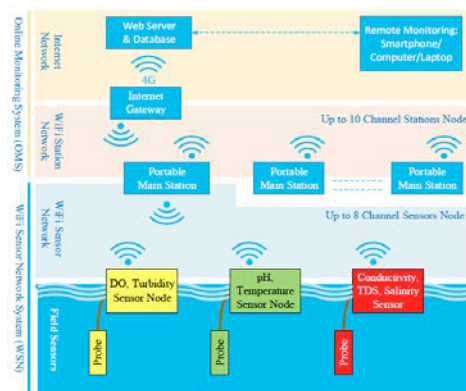 Online Monitoring System (OMS)
Internet
Network
Web Server
& Database
Remote Monitoring:
Smartphone/
Computer/Laptop
4G
Internet
Gateway
WiFi Station
Network
Up to 10 Channel Stations Node
Portable
Main Station
Portable
Main Station
Portable
Main Station
WiFi Sensor Network System (WSN)
WiFi Sensor
Network
Up to 8 Channel Sensors Node
DO, Turbidity
Sensor Node
pH,
Temperature
Sensor Node
Conductivity,
TDS, Salinity
Sensor
Field Sensors
Probe
Probe
Probe